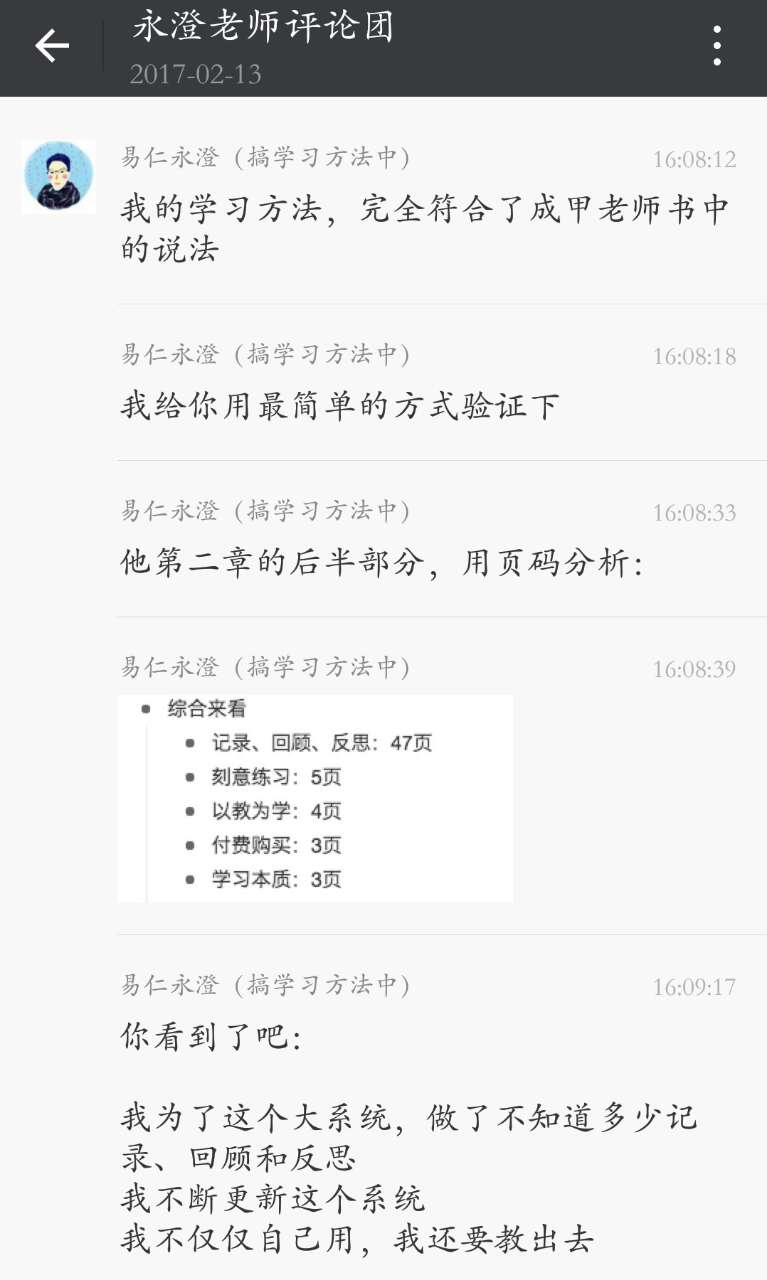 永澄老师评论团
2017-02-13
易仁永澄（搞学习方法中） 16:08:12
我的学习方法，完全符合了成甲老师书中
的说法
易仁永澄（搞学习方法中） 16:08:18
我给你用最简单的方式验证下
易仁永澄（搞学习方法中） 16:08:33
他第二章的后半部分，用页码分析：
易仁永澄（搞学习方法中） 16:08:39
综合来看
记录、回顾、反思：47页
刻意练习：5页
以教为学：4页
付费购买：3页
学习本质：3页
易仁永澄（搞学习方法中） 16:09:17
你看到了吧：
我为了这个大系统，做了不知道多少记
录、回顾和反思
我不断更新这个系统
我不仅仅自己用，我还要教出去